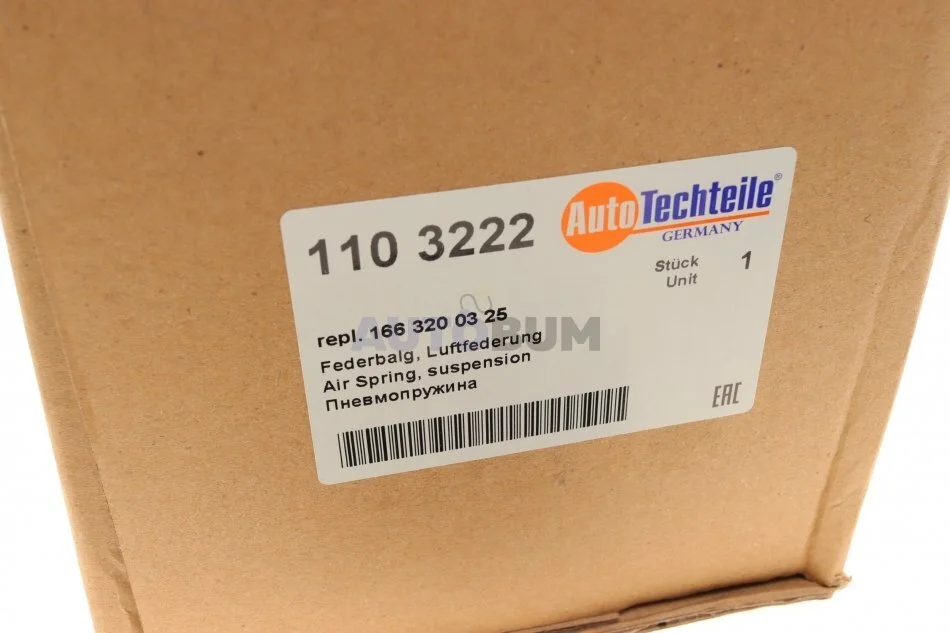 110 3222
AutoTechteile®
GERMANY
Stück 1
Unit
repl. 166 320 03 25
AUTOBUM
Federbalg, Luftfederung
Air Spring, suspension
Пневмопружина
EAC